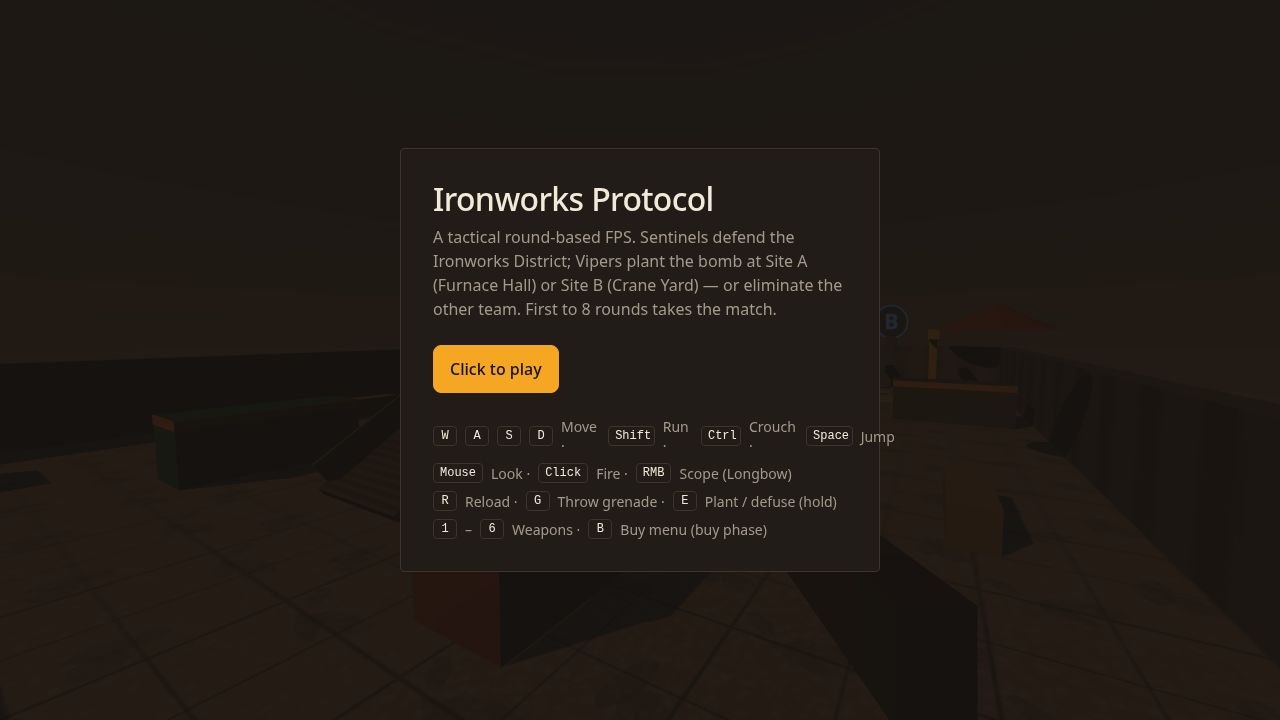 Ironworks Protocol
A tactical round-based FPS. Sentinels defend the
Ironworks District; Vipers plant the bomb at Site A
(Furnace Hall) or Site B (Crane Yard) — or eliminate the
other team. First to 8 rounds takes the match.
B
Click to play
W A S D Move · Shift Run · Ctrl Crouch · Space Jump
Mouse Look · Click Fire · RMB Scope (Longbow)
R Reload · G Throw grenade · E Plant / defuse (hold)
1 – 6 Weapons · B Buy menu (buy phase)